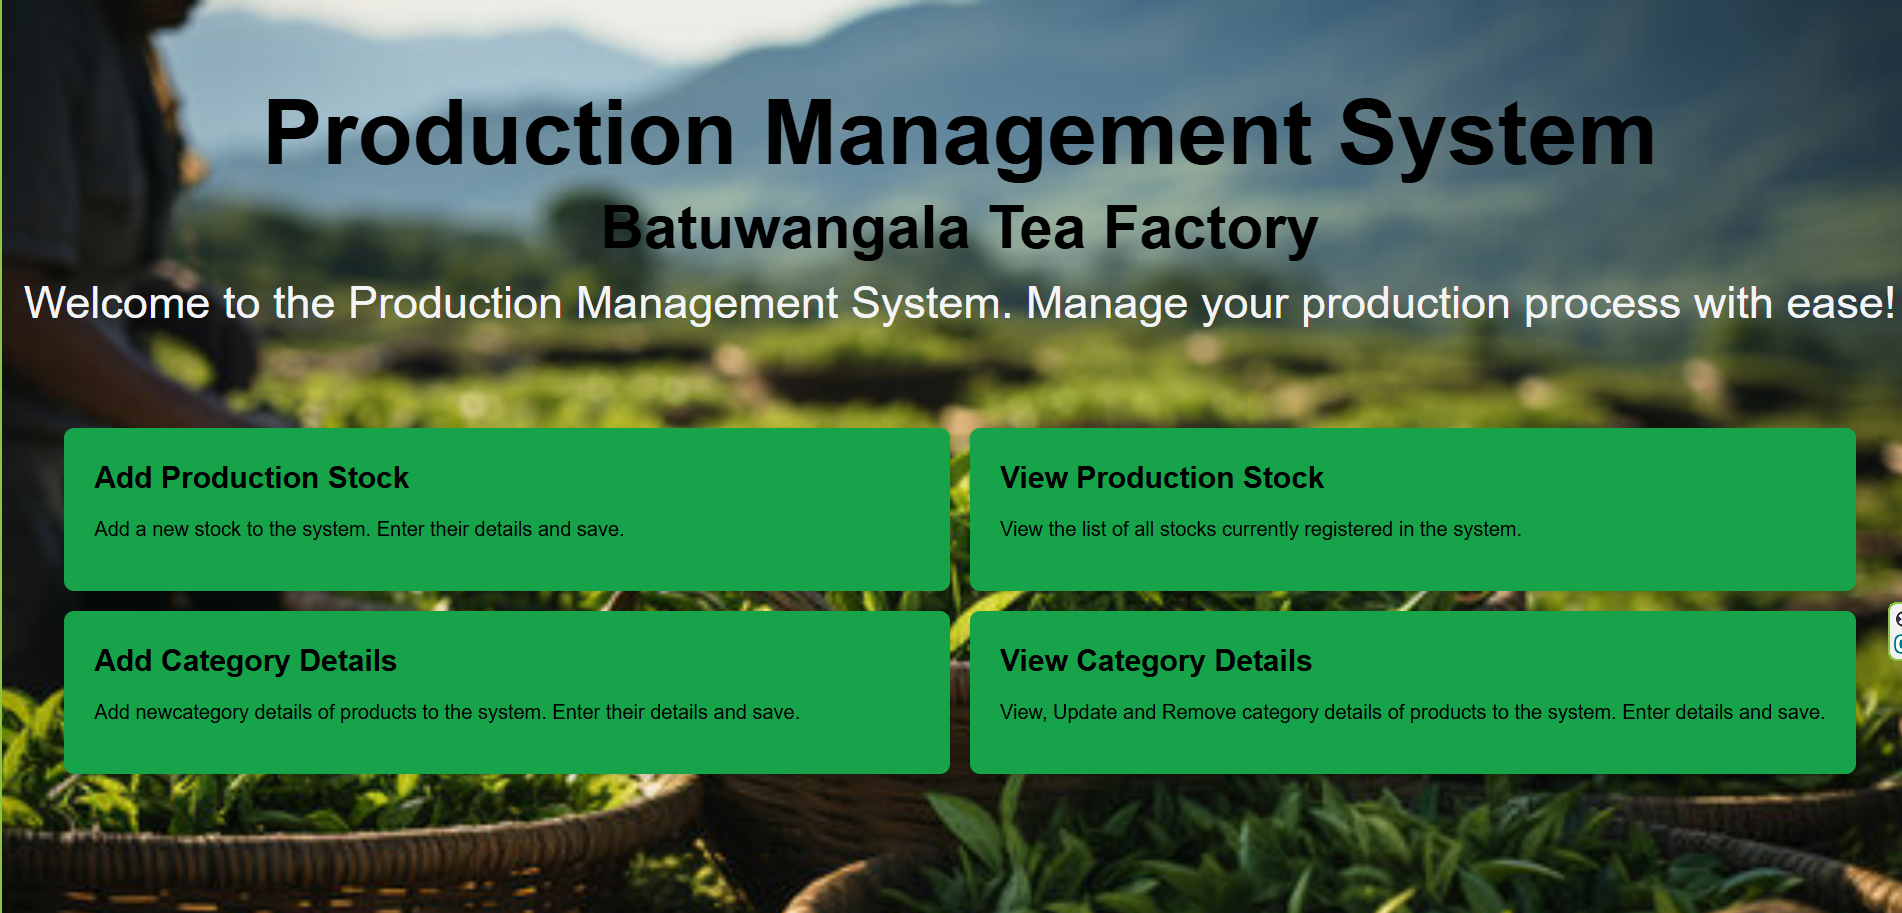 Production Management System
Batuwangala Tea Factory
Welcome to the Production Management System. Manage your production process with ease!
Add Production Stock
Add a new stock to the system. Enter their details and save.
View Production Stock
View the list of all stocks currently registered in the system.
Add Category Details
Add newcategory details of products to the system. Enter their details and save.
View Category Details
View, Update and Remove category details of products to the system. Enter details and save.